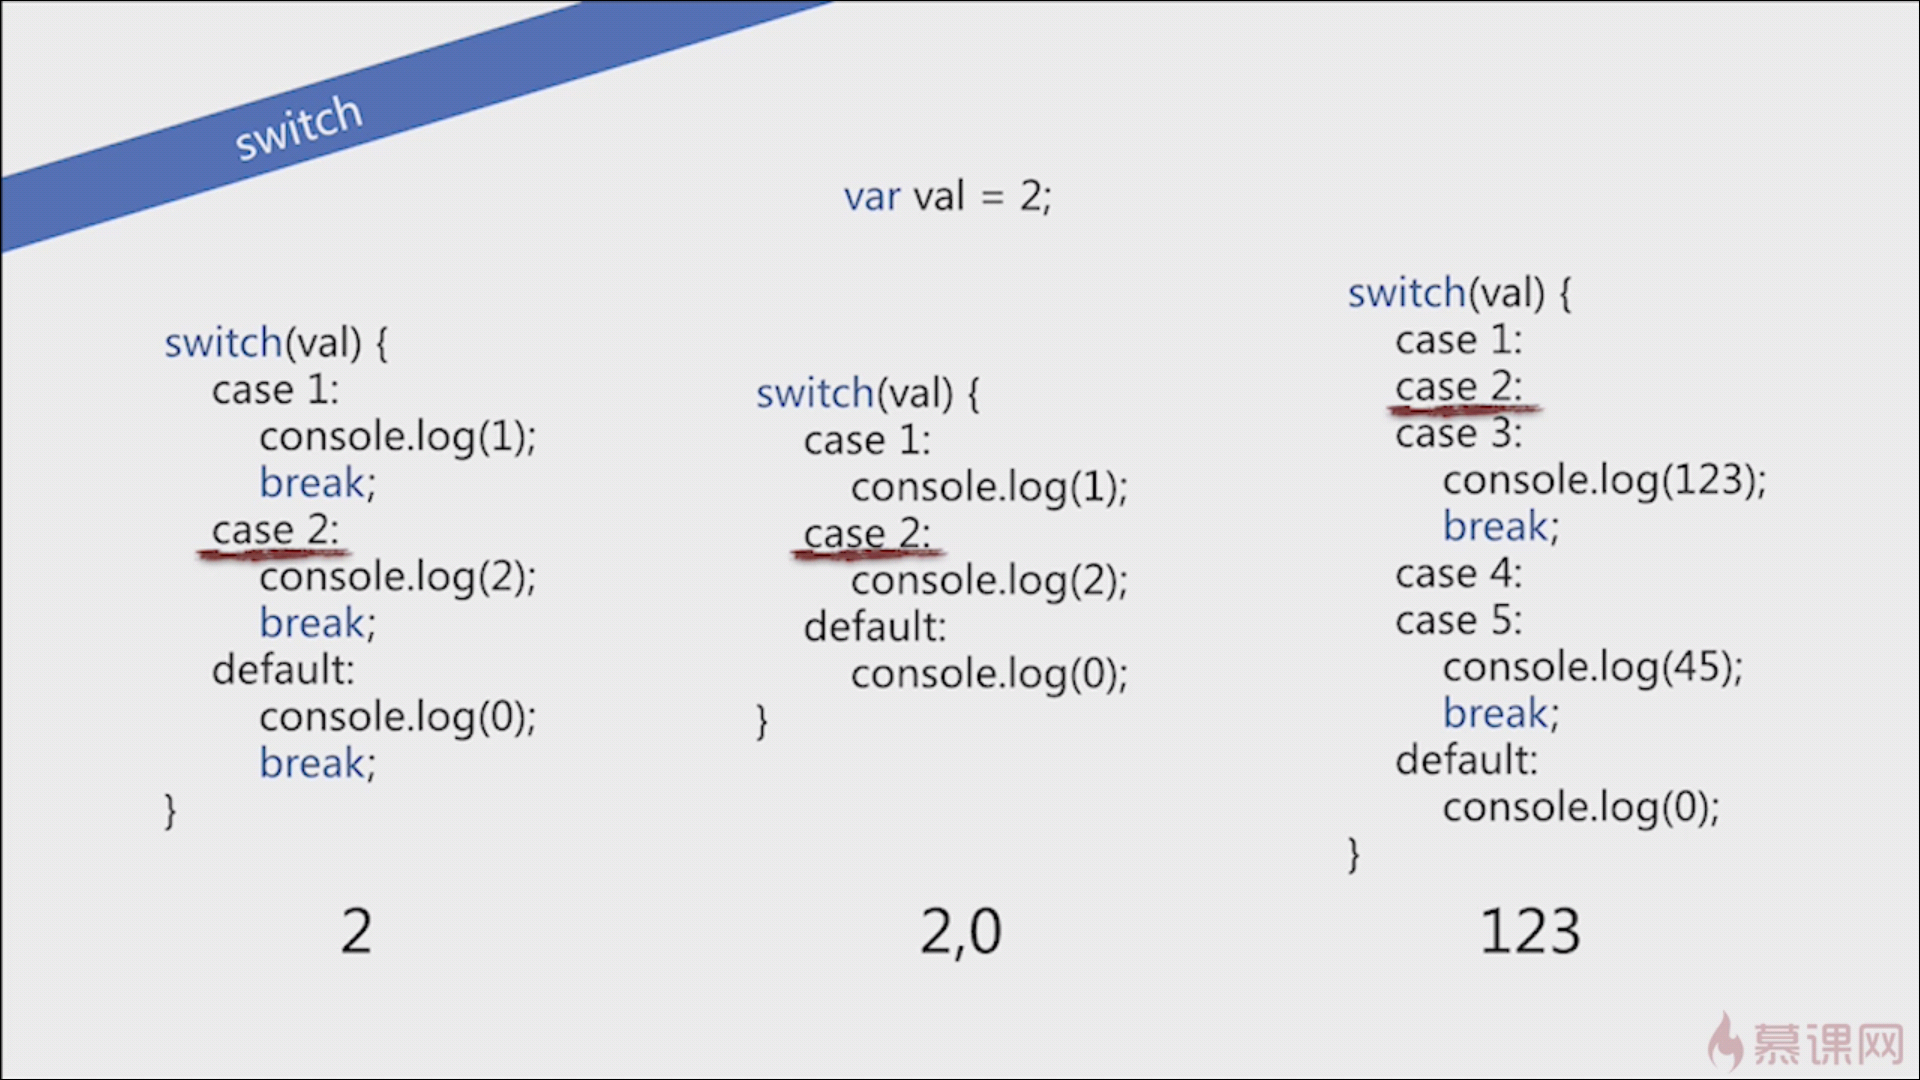 switch
var val = 2;
switch(val) {
case 1:
console.log(1);
break;
case 2:
console.log(2);
break;
default:
console.log(0);
break;
}
2
switch(val) {
case 1:
console.log(1);
case 2:
console.log(2);
default:
console.log(0);
}
2,0
switch(val) {
case 1:
case 2:
case 3:
console.log(123);
break;
case 4:
case 5:
console.log(45);
break;
default:
console.log(0);
}
123
慕课网